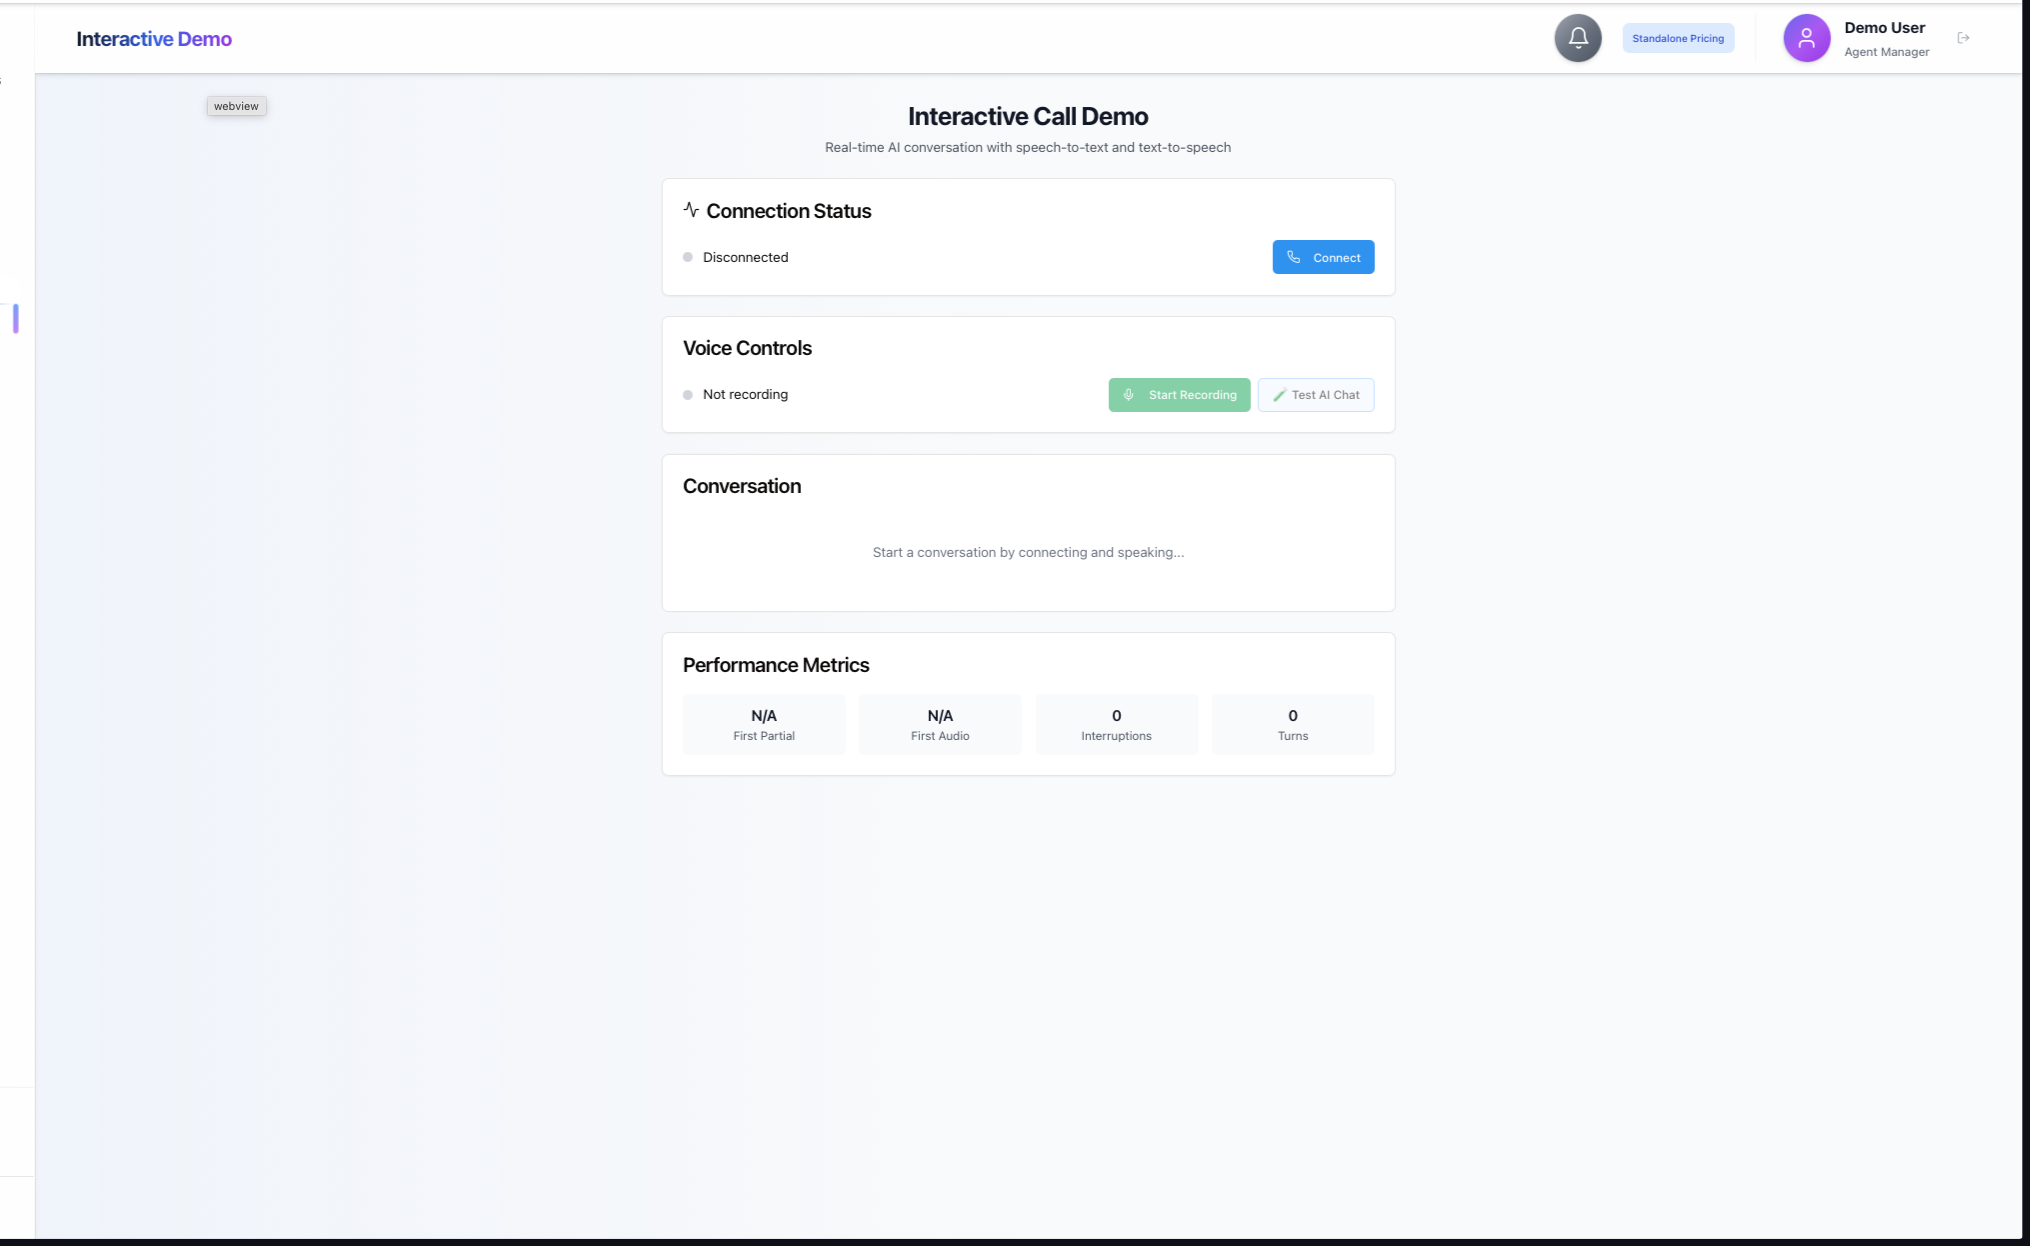 Interactive Demo
Standalone Pricing
Demo User
Agent Manager
webview
Interactive Call Demo
Real-time AI conversation with speech-to-text and text-to-speech
Connection Status
Disconnected
Connect
Voice Controls
Not recording
Start Recording
Test AI Chat
Conversation
Start a conversation by connecting and speaking...
Performance Metrics
N/A
First Partial
N/A
First Audio
0
Interruptions
0
Turns